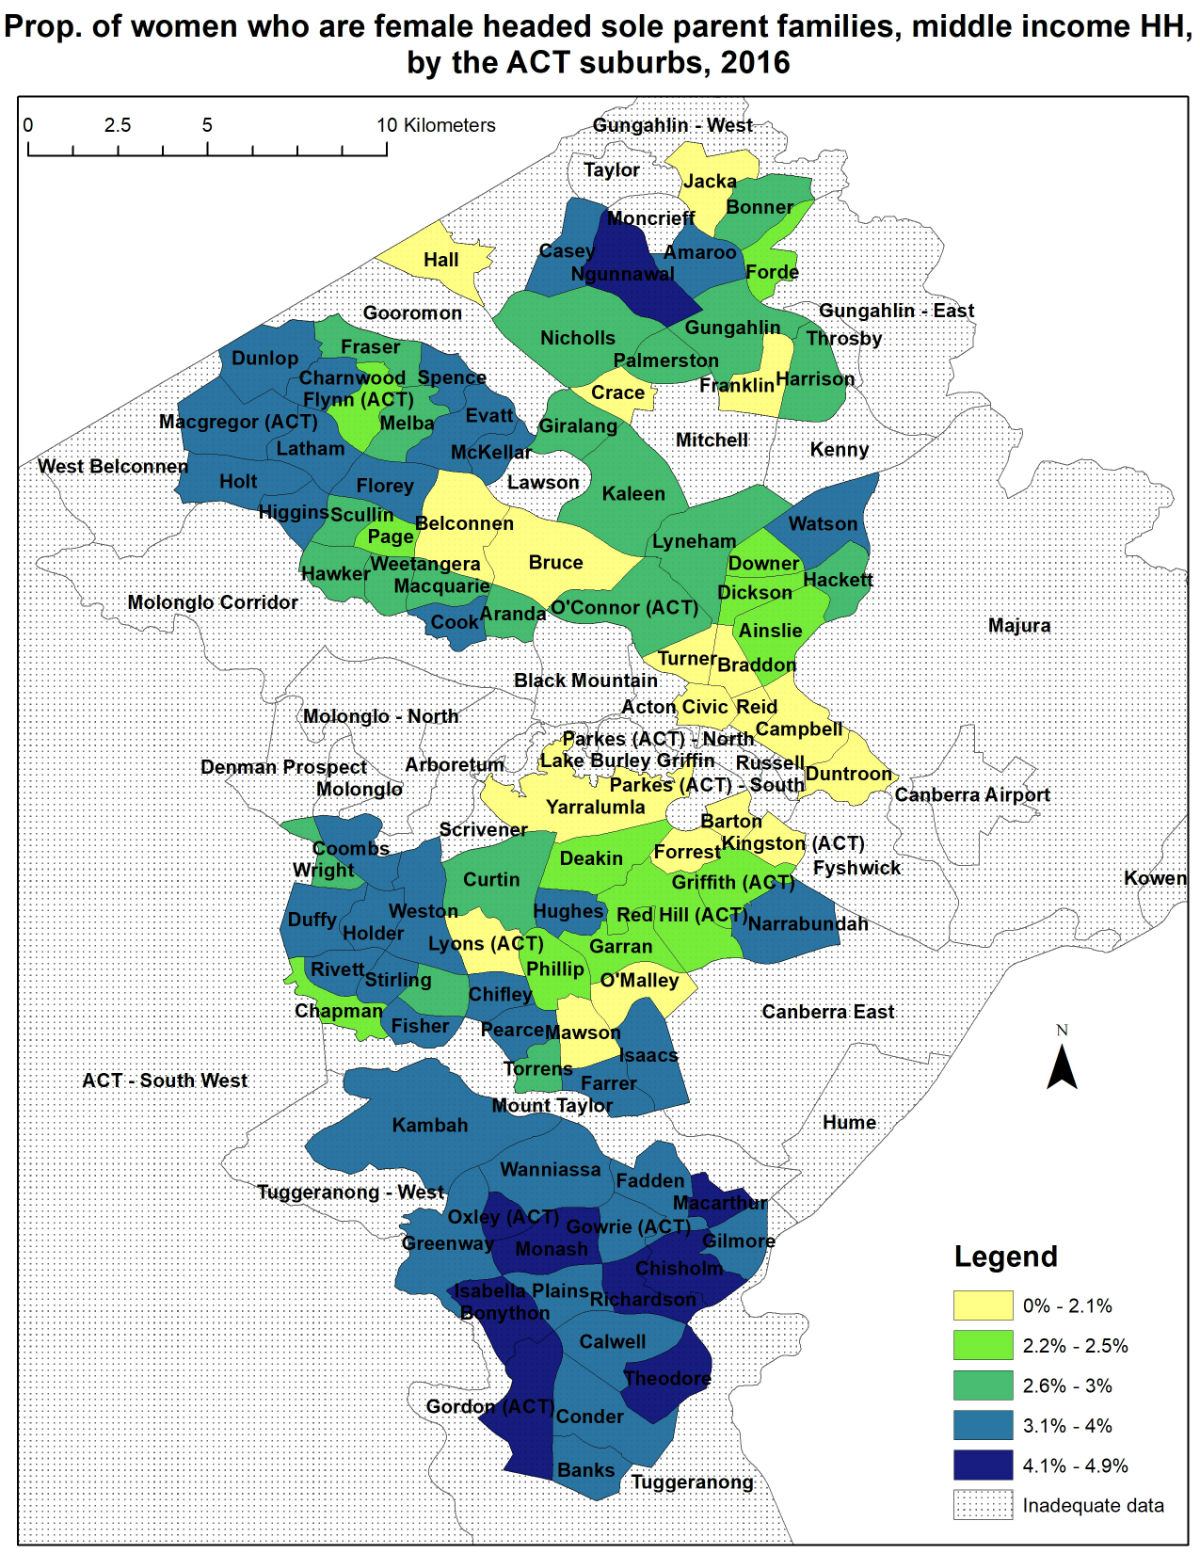 Prop. of women who are female headed sole parent families, middle income HH,
by the ACT suburbs, 2016
0 2.5 5 10 Kilometers
Gungahlin - West
Taylor
Jacka
Bonner
Moncrieff
Casey
Amaroo
Hall
Ngunnawal
Forde
Gooromon
Gungahlin - East
Nicholls
Gungahlin
Throsby
Fraser
Dunlop
Palmerston
Charnwood
Spence
Franklin
Harrison
Flynn (ACT)
Crace
Macgregor (ACT)
Melba
Evatt
Giralang
Mitchell
Latham
McKellar
Kenny
West Belconnen
Holt
Florey
Lawson
Kaleen
Higgins
Scullin
Belconnen
Watson
Page
Lyneham
Hawker
Weetangera
Bruce
Downer
Macquarie
Dickson
Hackett
Molonglo Corridor
Cook
Aranda
O'Connor (ACT)
Ainslie
Majura
Turner
Braddon
Black Mountain
Acton
Civic
Reid
Molonglo - North
Campbell
Parkes (ACT) - North
Denman Prospect
Arboretum
Lake Burley Griffin
Russell
Duntroon
Molonglo
Parkes (ACT) - South
Canberra Airport
Yarralumla
Scrivener
Barton
Coombs
Deakin
Forrest
Kingston (ACT)
Wright
Curtin
Griffith (ACT)
Fyshwick
Kowen
Duffy
Weston
Hughes
Red Hill (ACT)
Narrabundah
Holder
Lyons (ACT)
Garran
Rivett
Stirling
Phillip
O'Malley
Chifley
Chapman
Fisher
Pearce
Mawson
Canberra East
Isaacs
N
Torrens
Farrer
ACT - South West
Mount Taylor
Kambah
Hume
Wanniassa
Fadden
Tuggeranong - West
Macarthur
Oxley (ACT)
Gowrie (ACT)
Greenway
Monash
Gilmore
Chisholm
Isabella Plains
Richardson
Bonython
Calwell
Theodore
Gordon (ACT)
Conder
Banks
Tuggeranong
Legend
0% - 2.1%
2.2% - 2.5%
2.6% - 3%
3.1% - 4%
4.1% - 4.9%
Inadequate data